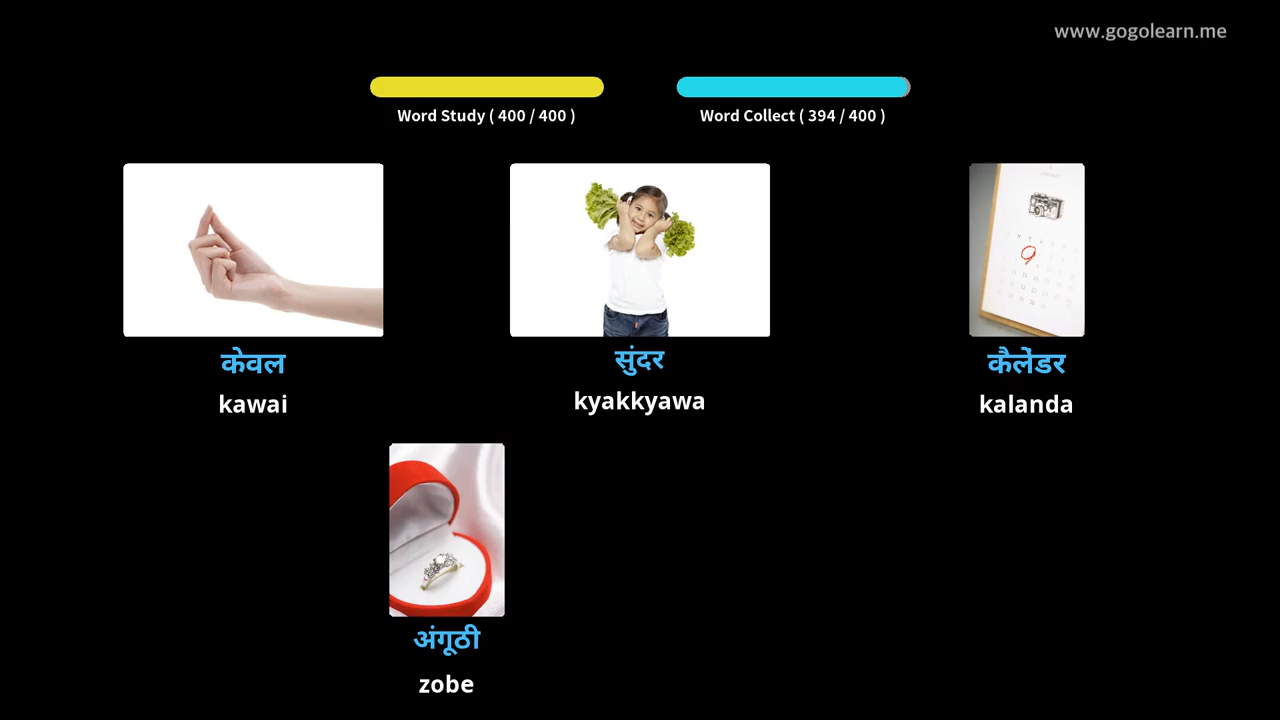 www.gogolearn.me
Word Study ( 400 / 400 )
Word Collect ( 394 / 400 )
केवल
kawai
सुंदर
kyakkyawa
कैलेंडर
kalanda
अंगूठी
zobe